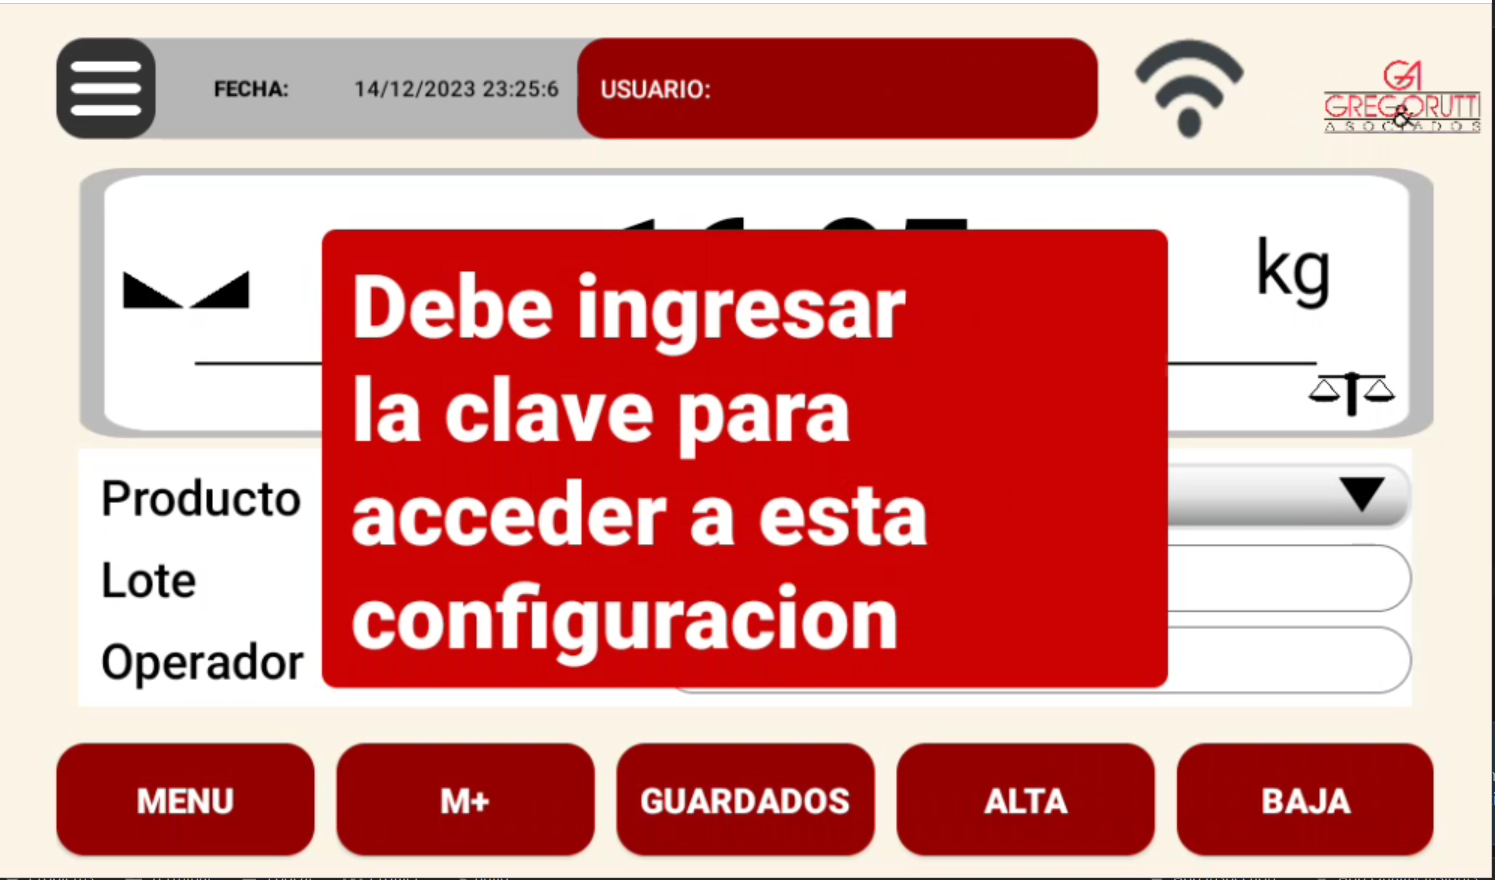 FECHA: 14/12/2023 23:25:6 USUARIO:
GA
GREGORUTTI
&
ASOCIADOS
kg
Debe ingresar
la clave para
acceder a esta
configuracion
Producto
Lote
Operador
MENU M+ GUARDADOS ALTA BAJA